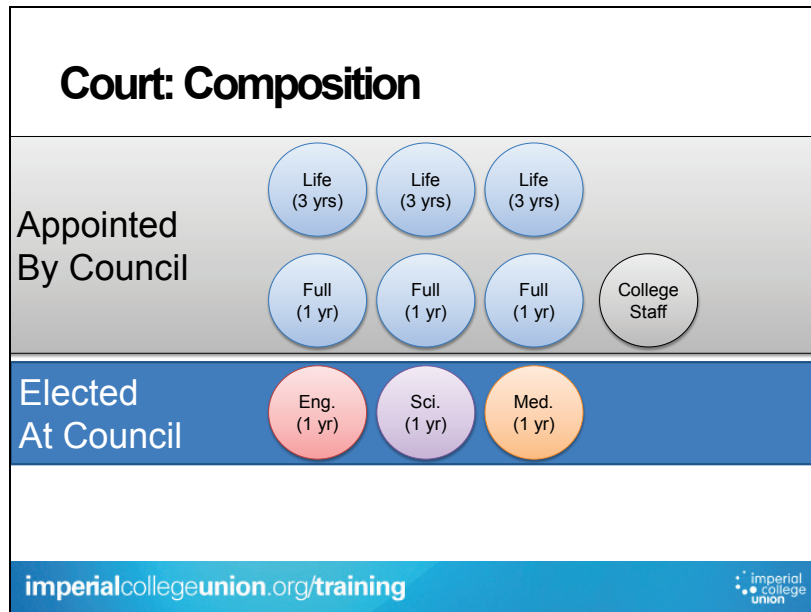 Court: Composition
Appointed
By Council
Life
(3 yrs)
Life
(3 yrs)
Life
(3 yrs)
Full
(1 yr)
Full
(1 yr)
Full
(1 yr)
College
Staff
Elected
At Council
Eng.
(1 yr)
Sci.
(1 yr)
Med.
(1 yr)
imperialcollegeunion.org/training
imperial
college
union